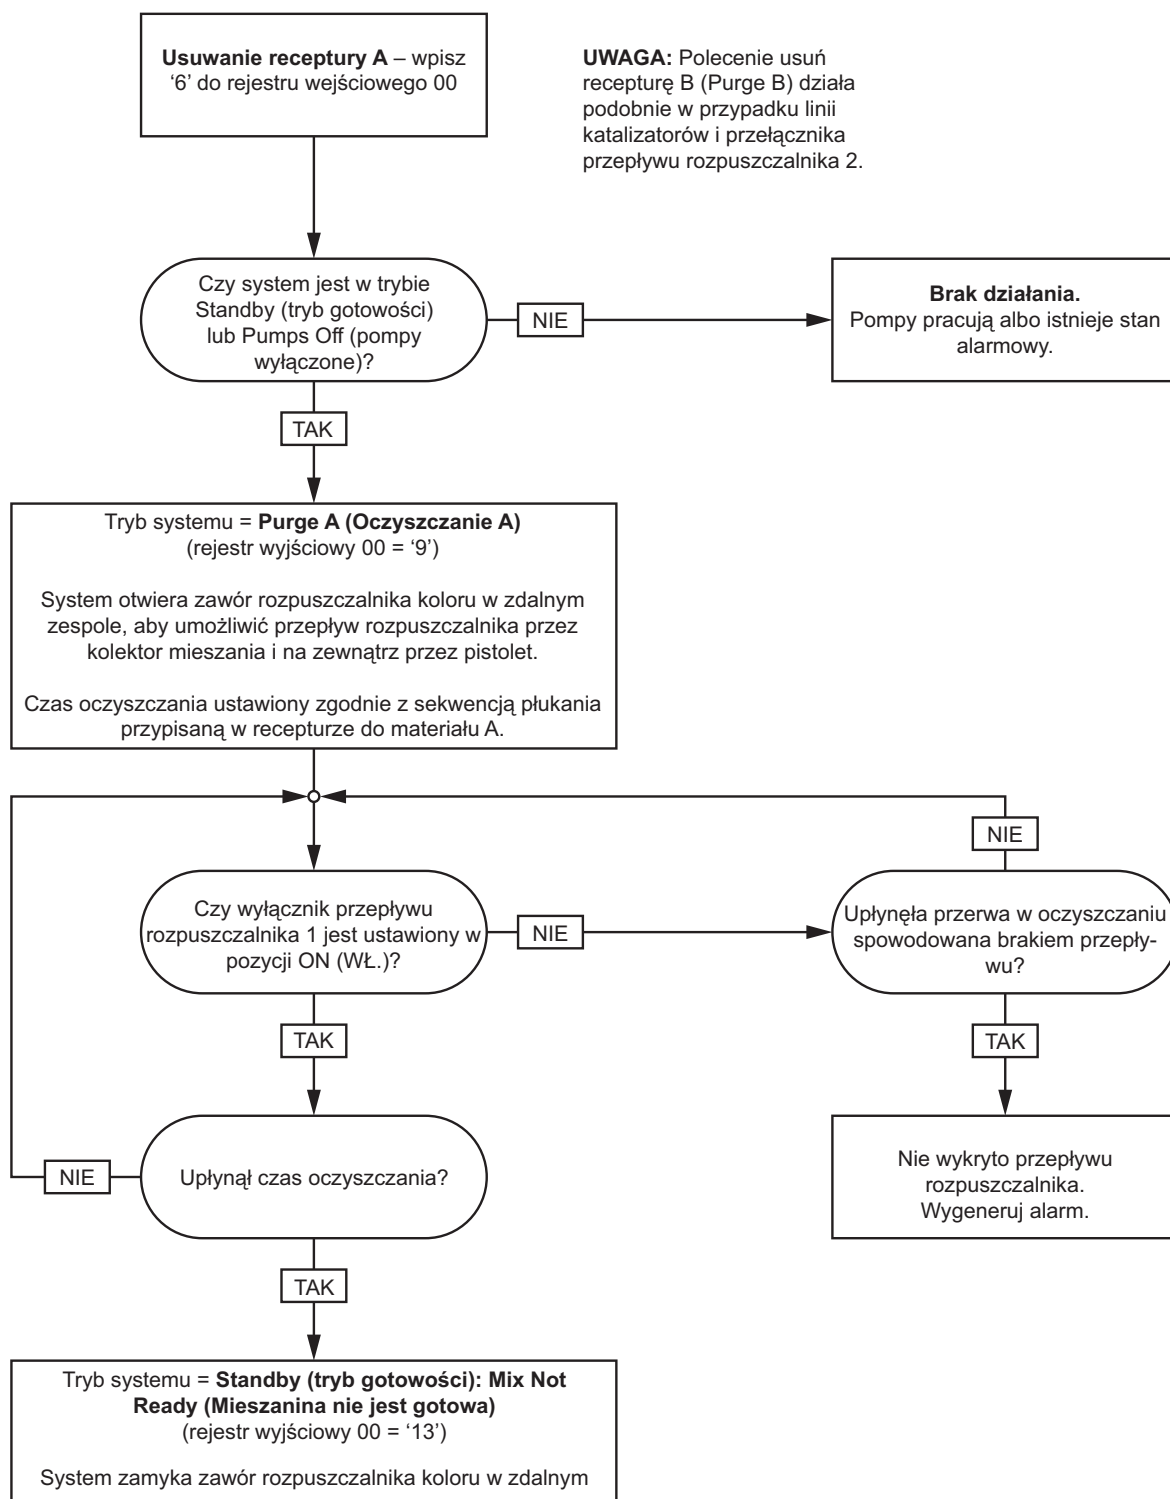 Usuwanie receptury A – wpisz
‘6’ do rejestru wejściowego 00
UWAGA: Polecenie usuń
recepturę B (Purge B) działa
podobnie w przypadku linii
katalizatorów i przełącznika
przepływu rozpuszczalnika 2.
Czy system jest w trybie
Standby (tryb gotowości)
lub Pumps Off (pompy
wyłączone)?
NIE
Brak działania.
Pompy pracują albo istnieje stan
alarmowy.
TAK
Tryb systemu = Purge A (Oczyszczanie A)
(rejestr wyjściowy 00 = ‘9’)
System otwiera zawór rozpuszczalnika koloru w zdalnym
zespole, aby umożliwić przepływ rozpuszczalnika przez
kolektor mieszania i na zewnątrz przez pistolet.
Czas oczyszczania ustawiony zgodnie z sekwencją płukania
przypisaną w recepturze do materiału A.
NIE
Czy wyłącznik przepływu
rozpuszczalnika 1 jest ustawiony w
pozycji ON (WŁ.)?
NIE
Upłynęła przerwa w oczyszczaniu
spowodowana brakiem przepły-
wu?
TAK
TAK
Upłynął czas oczyszczania?
NIE
Nie wykryto przepływu
rozpuszczalnika.
Wygeneruj alarm.
TAK
Tryb systemu = Standby (tryb gotowości): Mix Not
Ready (Mieszanina nie jest gotowa)
(rejestr wyjściowy 00 = ‘13’)
System zamyka zawór rozpuszczalnika koloru w zdalnym